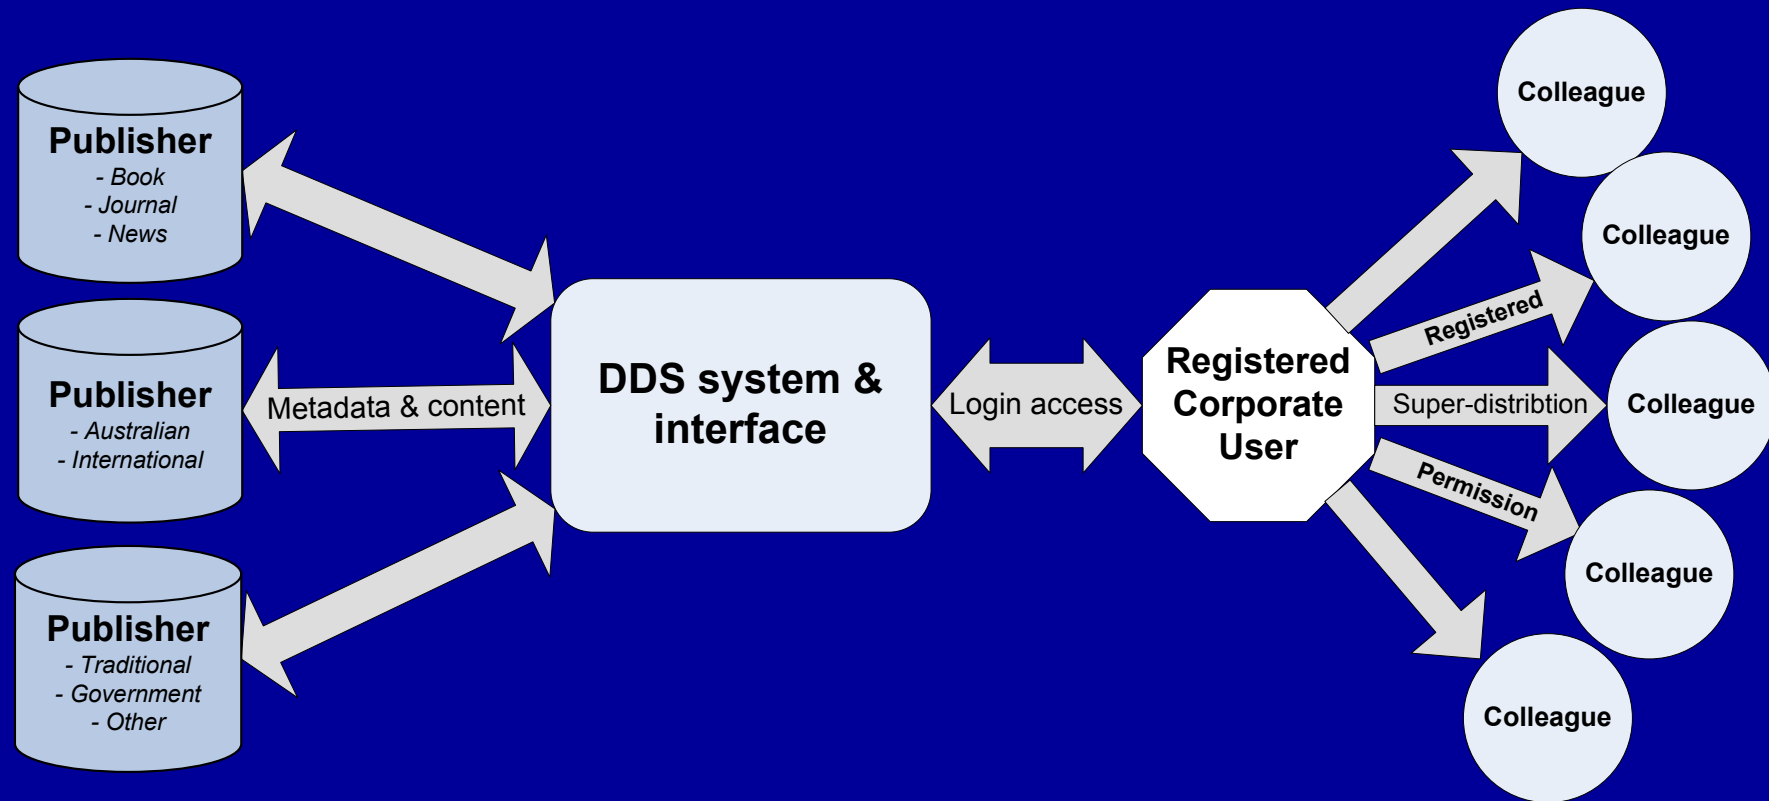 Publisher
- Book
- Journal
- News
Publisher
- Australian
- International
Publisher
- Traditional
- Government
- Other
Metadata & content
DDS system &
interface
Login access
Registered
Corporate
User
Registered
Super-distribtion
Permission
Colleague
Colleague
Colleague
Colleague
Colleague